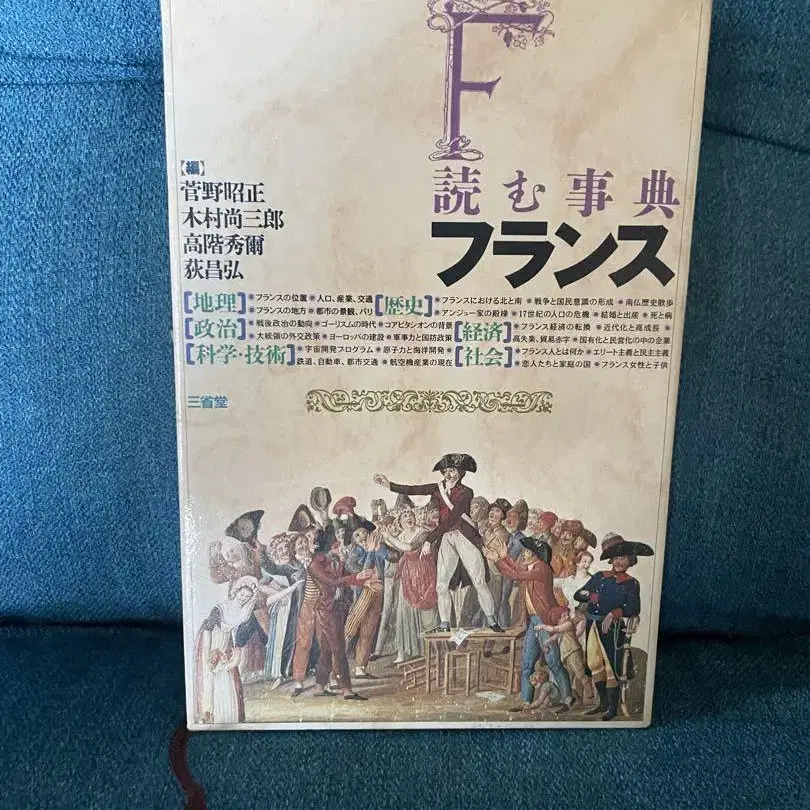 F
読む事典
フランス
【編】
菅野昭正
木村尚三郎
高階秀爾
荻昌弘
[地理]●フランスの位置●人口、産業、交通
●フランスの地方●都市の景観、パリ
[歴史]●フランスにおける北と南●戦争と国民意識の形成●南仏歴史散歩
●アンジュー家の殿様●17世紀の人口の危機●結婚と出産●死と病
[政治]●戦後政治の動向●ゴーリスムの時代●コアビタシオンの背景
●大統領の外交政策●ヨーロッパの建設●軍事力と国防政策
[経済]●フランス経済の転換●近代化と高成長●
高失業、貿易赤字●国有化と民営化の中の企業
[科学・技術]●宇宙開発プログラム●原子力と海洋開発●
鉄道、自動車、都市交通●航空機産業の現在
[社会]●フランス人とは何か●エリート主義と民主主義
●恋人たちと家庭の国●フランス女性と子供
三省堂